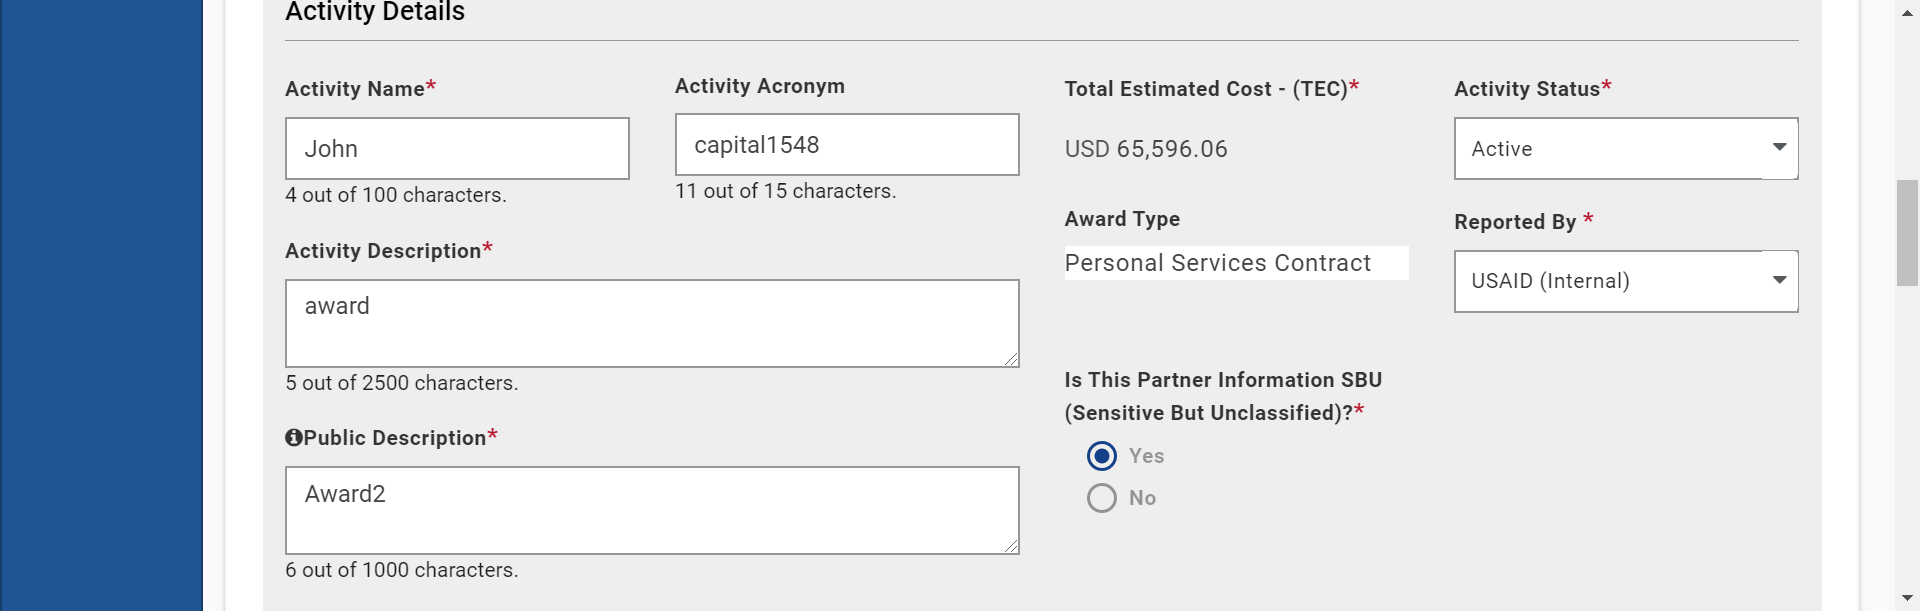 Activity Details
Activity Name*
John
4 out of 100 characters.
Activity Acronym
capital1548
11 out of 15 characters.
Activity Description*
award
5 out of 2500 characters.
Public Description*
Award2
6 out of 1000 characters.
Total Estimated Cost - (TEC)*
USD 65,596.06
Award Type
Personal Services Contract
Is This Partner Information SBU
(Sensitive But Unclassified)?*
Yes
No
Activity Status*
Active
Reported By *
USAID (Internal)